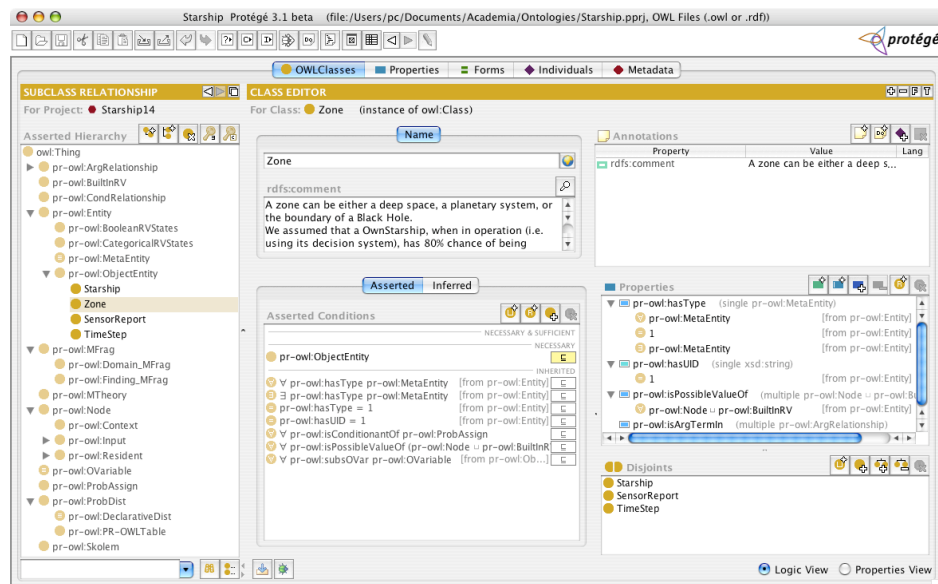 Starship Protégé 3.1 beta (file:/Users/pc/Documents/Academia/Ontologies/Starship.pprj, OWL Files (.owl or .rdf))
protégé
OWLClasses Properties Forms Individuals Metadata
SUBCLASS RELATIONSHIP
For Project: Starship14
Asserted Hierarchy
owl:Thing
pr-owl:ArgRelationship
pr-owl:BuiltInRV
pr-owl:CondRelationship
pr-owl:Entity
pr-owl:BooleanRVStates
pr-owl:CategoricalRVStates
pr-owl:MetaEntity
pr-owl:ObjectEntity
Starship
Zone
SensorReport
TimeStep
pr-owl:MFrag
pr-owl:Domain_MFrag
pr-owl:Finding_MFrag
pr-owl:MTheory
pr-owl:Node
pr-owl:Context
pr-owl:Input
pr-owl:Resident
pr-owl:OVariable
pr-owl:ProbAssign
pr-owl:ProbDist
pr-owl:DeclarativeDist
pr-owl:PR-OWLTable
pr-owl:Skolem
CLASS EDITOR
For Class: Zone (instance of owl:Class)
Name
Zone
rdfs:comment
A zone can be either a deep space, a planetary system, or
the boundary of a Black Hole.
We assumed that a OwnStarship, when in operation (i.e.
using its decision system), has 80% chance of being
Annotations
Property Value Lang
rdfs:comment A zone can be either a deep s...
Asserted Inferred
Asserted Conditions
NECESSARY & SUFFICIENT
NECESSARY
pr-owl:ObjectEntity
INHERITED
∀ pr-owl:hasType pr-owl:MetaEntity [from pr-owl:Entity]
∃ pr-owl:hasType pr-owl:MetaEntity [from pr-owl:Entity]
pr-owl:hasType = 1 [from pr-owl:Entity]
pr-owl:hasUID = 1 [from pr-owl:Entity]
∀ pr-owl:isConditionantOf pr-owl:ProbAssign
∀ pr-owl:isPossibleValueOf (pr-owl:Node ⊔ pr-owl:BuiltInR
∀ pr-owl:subsOVar pr-owl:OVariable [from pr-owl:Ob...]
Properties
pr-owl:hasType (single pr-owl:MetaEntity)
pr-owl:MetaEntity [from pr-owl:Entity]
1 [from pr-owl:Entity]
pr-owl:MetaEntity [from pr-owl:Entity]
pr-owl:hasUID (single xsd:string)
1 [from pr-owl:Entity]
pr-owl:isPossibleValueOf (multiple pr-owl:Node ⊔ pr-owl:Bu
pr-owl:Node ⊔ pr-owl:BuiltInRV [from pr-owl:Entity]
pr-owl:isArgTermIn (multiple pr-owl:ArgRelationship)
Disjoints
Starship
SensorReport
TimeStep
Logic View Properties View